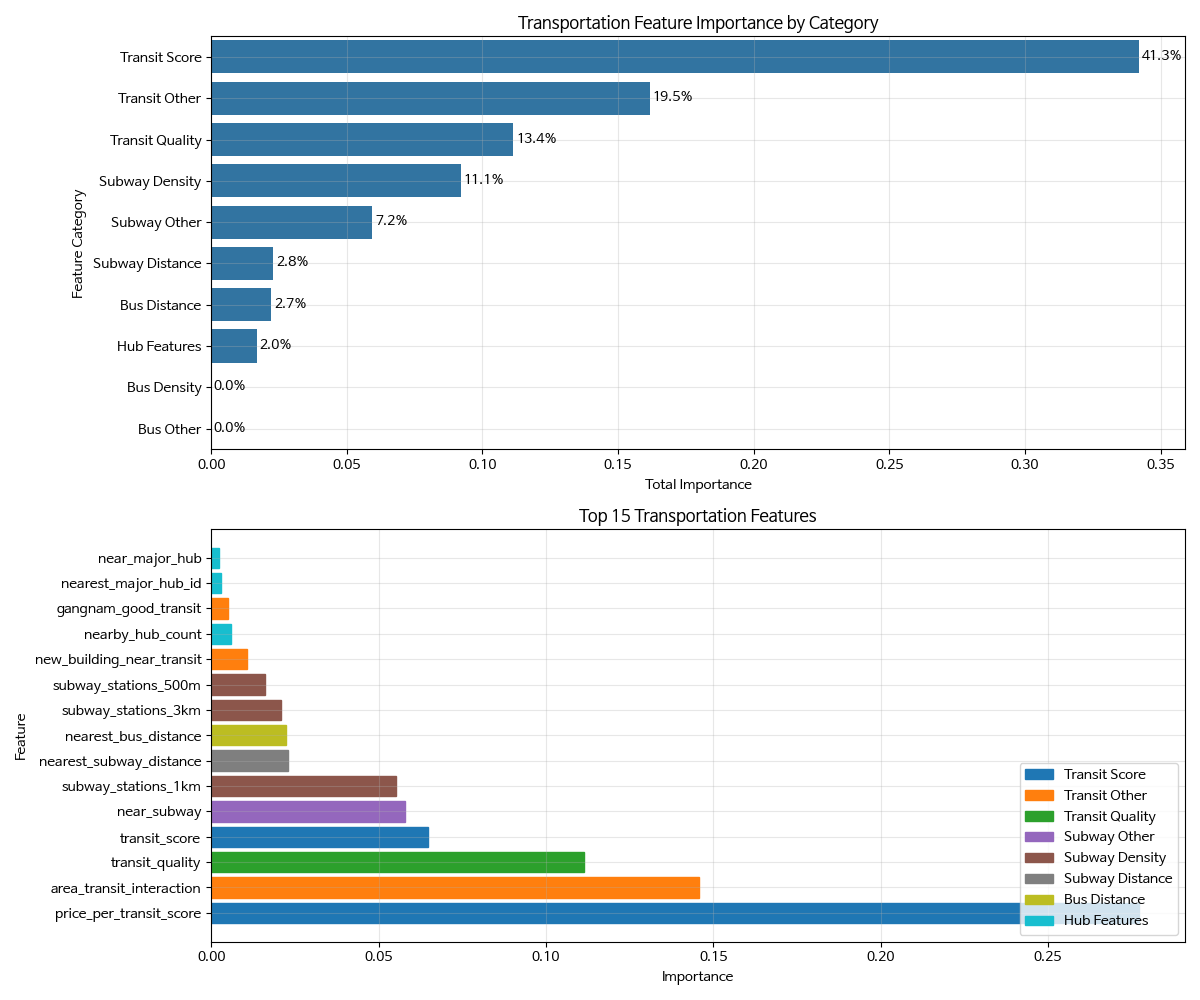 Transportation Feature Importance by Category
Feature Category
Transit Score
41.3%
Transit Other
19.5%
Transit Quality
13.4%
Subway Density
11.1%
Subway Other
7.2%
Subway Distance
2.8%
Bus Distance
2.7%
Hub Features
2.0%
Bus Density
0.0%
Bus Other
0.0%
0.00 0.05 0.10 0.15 0.20 0.25 0.30 0.35
Total Importance
Top 15 Transportation Features
Feature
near_major_hub
nearest_major_hub_id
gangnam_good_transit
nearby_hub_count
new_building_near_transit
subway_stations_500m
subway_stations_3km
nearest_bus_distance
nearest_subway_distance
subway_stations_1km
near_subway
transit_score
transit_quality
area_transit_interaction
price_per_transit_score
Transit Score
Transit Other
Transit Quality
Subway Other
Subway Density
Subway Distance
Bus Distance
Hub Features
0.00 0.05 0.10 0.15 0.20 0.25
Importance